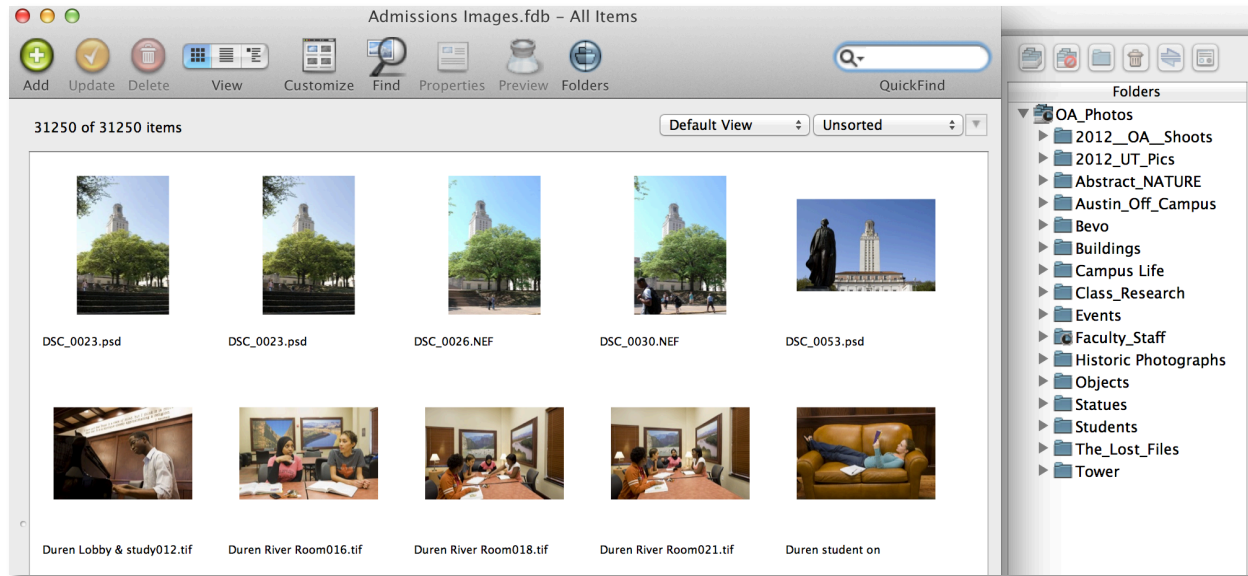 Admissions Images.fdb – All Items
Add Update Delete View Customize Find Properties Preview Folders QuickFind
31250 of 31250 items
Default View Unsorted
DSC_0023.psd DSC_0023.psd DSC_0026.NEF DSC_0030.NEF DSC_0053.psd
Duren Lobby & study012.tif Duren River Room016.tif Duren River Room018.tif Duren River Room021.tif Duren student on
Folders
OA_Photos
2012__OA__Shoots
2012_UT_Pics
Abstract_NATURE
Austin_Off_Campus
Bevo
Buildings
Campus Life
Class_Research
Events
Faculty_Staff
Historic Photographs
Objects
Statues
Students
The_Lost_Files
Tower